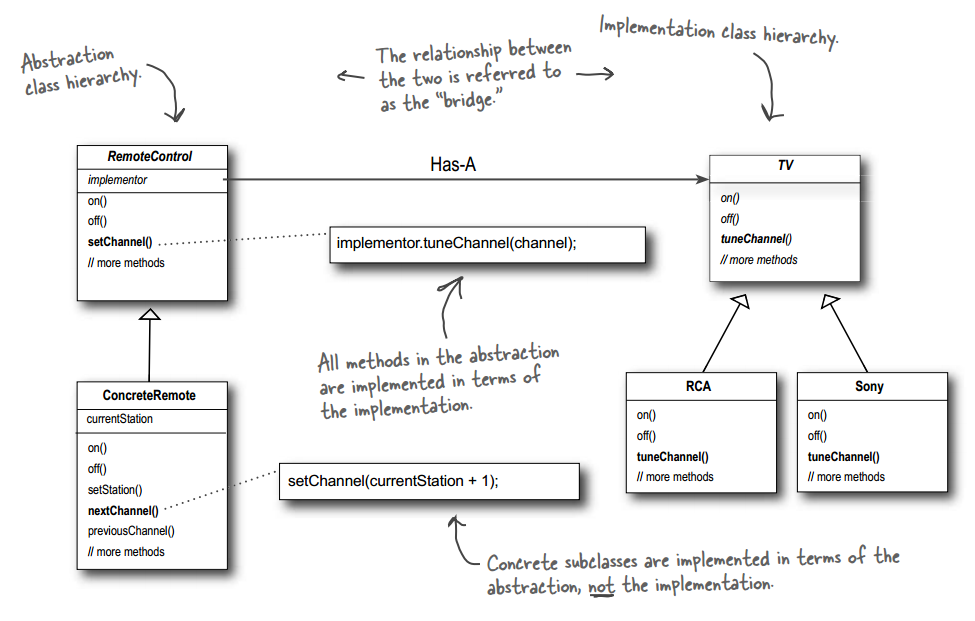 Abstraction
class hierarchy.
The relationship between
the two is referred to
as the “bridge.”
Implementation class hierarchy.
RemoteControl
implementor
on()
off()
setChannel()
// more methods
Has-A
TV
on()
off()
tuneChannel()
// more methods
implementor.tuneChannel(channel);
All methods in the abstraction
are implemented in terms of
the implementation.
ConcreteRemote
currentStation
on()
off()
setStation()
nextChannel()
previousChannel()
// more methods
setChannel(currentStation + 1);
RCA
on()
off()
tuneChannel()
// more methods
Sony
on()
off()
tuneChannel()
// more methods
Concrete subclasses are implemented in terms of the
abstraction, not the implementation.